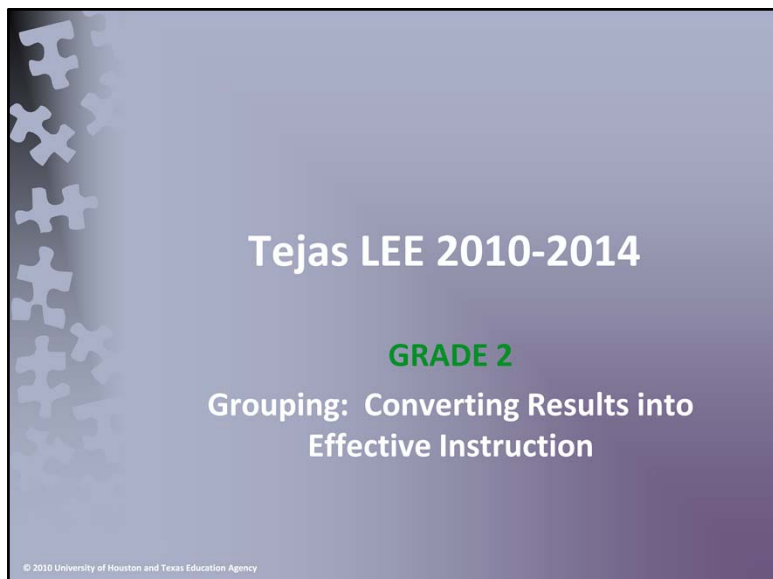 Tejas LEE 2010-2014
GRADE 2
Grouping:  Converting Results into
Effective Instruction
© 2010 University of Houston and Texas Education Agency